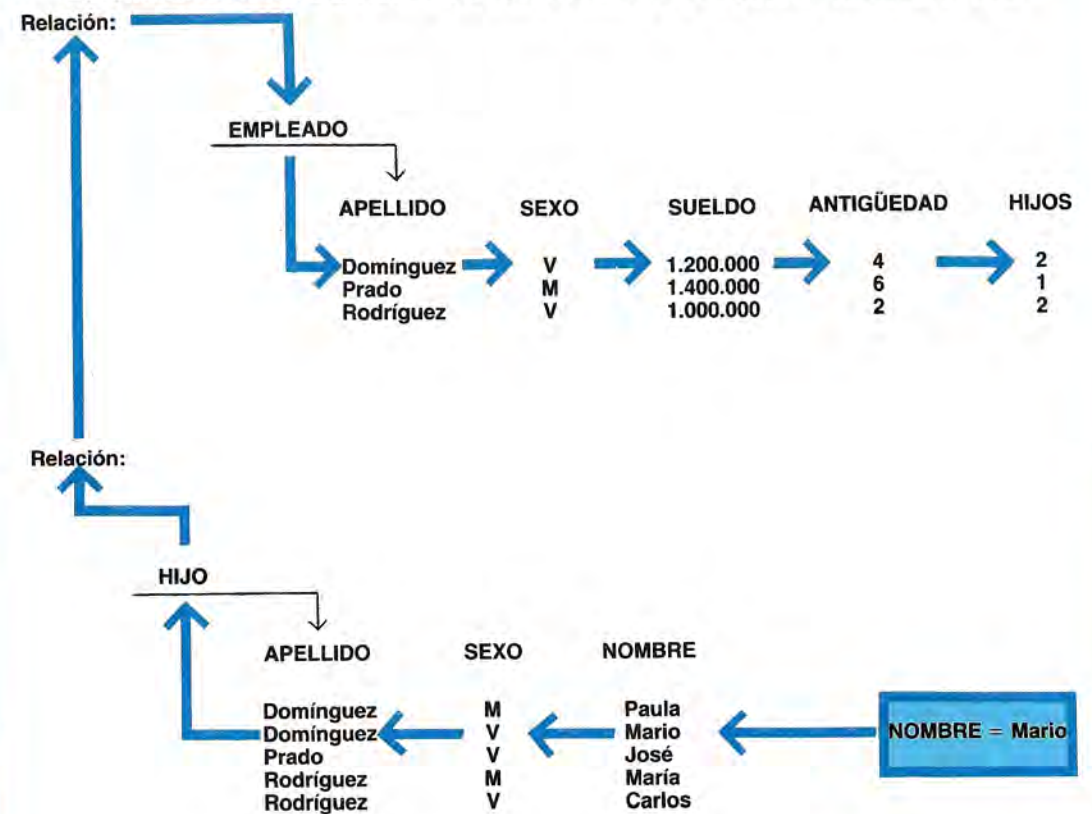 Relación:
EMPLEADO
APELLIDO SEXO SUELDO ANTIGÜEDAD HIJOS
Domínguez V 1.200.000 4 2
Prado M 1.400.000 6 1
Rodríguez V 1.000.000 2 2
Relación:
HIJO
APELLIDO SEXO NOMBRE
Domínguez M Paula
Domínguez V Mario NOMBRE = Mario
Prado V José
Rodríguez M María
Rodríguez V Carlos